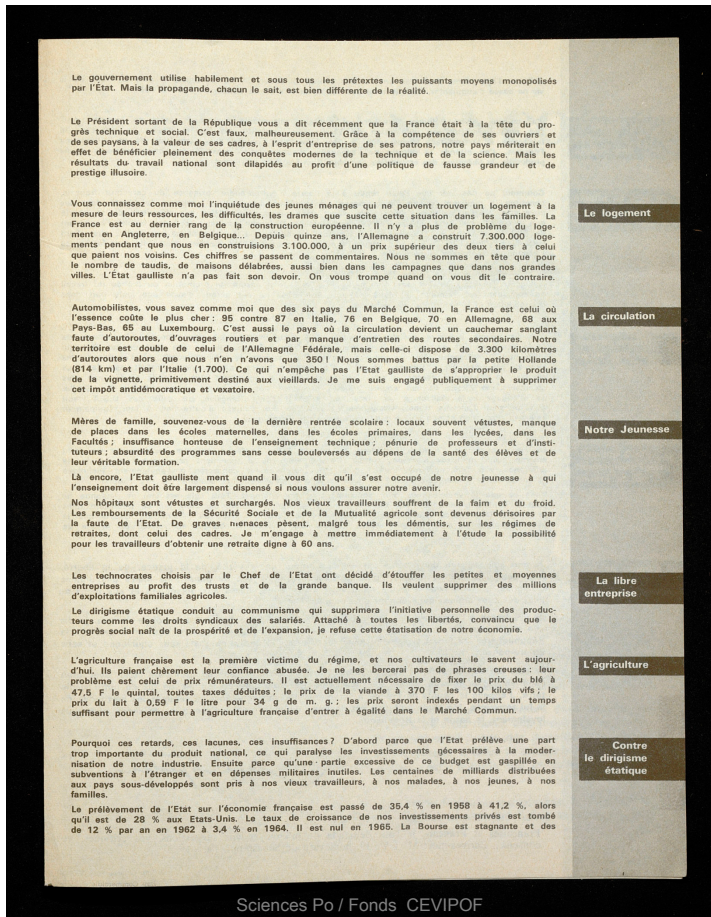 Le gouvernement utilise habilement et sous tous les prétextes les puissants moyens monopolisés
par l'État. Mais la propagande, chacun le sait, est bien différente de la réalité.
Le Président sortant de la République vous a dit récemment que la France était à la tête du pro-
grès technique et social. C'est faux, malheureusement. Grâce à la compétence de ses ouvriers et
de ses paysans, à la valeur de ses cadres, à l'esprit d'entreprise de ses patrons, notre pays mériterait en
effet de bénéficier pleinement des conquêtes modernes de la technique et de la science. Mais les
résultats du travail national sont dilapidés au profit d'une politique de fausse grandeur et de
prestige illusoire.
Le logement
Vous connaissez comme moi l'inquiétude des jeunes ménages qui ne peuvent trouver un logement à la
mesure de leurs ressources, les difficultés, les drames que suscite cette situation dans les familles. La
France est au dernier rang de la construction européenne. Il n'y a plus de problème du loge-
ment en Angleterre, en Belgique... Depuis quinze ans, l'Allemagne a construit 7.300.000 loge-
ments pendant que nous en construisions 3.100.000, à un prix supérieur des deux tiers à celui
que paient nos voisins. Ces chiffres se passent de commentaires. Nous ne sommes en tête que pour
le nombre de taudis, de maisons délabrées, aussi bien dans les campagnes que dans nos grandes
villes. L'État gaulliste n'a pas fait son devoir. On vous trompe quand on vous dit le contraire.
La circulation
Automobilistes, vous savez comme moi que des six pays du Marché Commun, la France est celui où
l'essence coûte le plus cher : 95 contre 87 en Italie, 76 en Belgique, 70 en Allemagne, 68 aux
Pays-Bas, 65 au Luxembourg. C'est aussi le pays où la circulation devient un cauchemar sanglant
faute d'autoroutes, d'ouvrages routiers et par manque d'entretien des routes secondaires. Notre
territoire est double de celui de l'Allemagne Fédérale, mais celle-ci dispose de 3.300 kilomètres
d'autoroutes alors que nous n'en n'avons que 350 ! Nous sommes battus par la petite Hollande
(814 km) et par l'Italie (1.700). Ce qui n'empêche pas l'Etat gaulliste de s'approprier le produit
de la vignette, primitivement destiné aux vieillards. Je me suis engagé publiquement à supprimer
cet impôt antidémocratique et vexatoire.
Notre Jeunesse
Mères de famille, souvenez-vous de la dernière rentrée scolaire : locaux souvent vétustes, manque
de places dans les écoles maternelles, dans les écoles primaires, dans les lycées, dans les
Facultés ; insuffisance honteuse de l'enseignement technique ; pénurie de professeurs et d'insti-
tuteurs ; absurdité des programmes sans cesse bouleversés au dépens de la santé des élèves et de
leur véritable formation.
Là encore, l'Etat gaulliste ment quand il vous dit qu'il s'est occupé de notre jeunesse à qui
l'enseignement doit être largement dispensé si nous voulons assurer notre avenir.
Nos hôpitaux sont vétustes et surchargés. Nos vieux travailleurs souffrent de la faim et du froid.
Les remboursements de la Sécurité Sociale et de la Mutualité agricole sont devenus dérisoires par
la faute de l'Etat. De graves menaces pèsent, malgré tous les démentis, sur les régimes de
retraites, dont celui des cadres. Je m'engage à mettre immédiatement à l'étude la possibilité
pour les travailleurs d'obtenir une retraite digne à 60 ans.
La libre
entreprise
Les technocrates choisis par le Chef de l'Etat ont décidé d'étouffer les petites et moyennes
entreprises au profit des trusts et de la grande banque. Ils veulent supprimer des millions
d'exploitations familiales agricoles.
Le dirigisme étatique conduit au communisme qui supprimera l'initiative personnelle des produc-
teurs comme les droits syndicaux des salariés. Attaché à toutes les libertés, convaincu que le
progrès social naît de la prospérité et de l'expansion, je refuse cette étatisation de notre économie.
L'agriculture
L'agriculture française est la première victime du régime, et nos cultivateurs le savent aujour-
d'hui. Ils paient chèrement leur confiance abusée. Je ne les bercerai pas de phrases creuses : leur
problème est celui de prix rémunérateurs. Il est actuellement nécessaire de fixer le prix du blé à
47,5 F le quintal, toutes taxes déduites ; le prix de la viande à 370 F les 100 kilos vifs ; le
prix du lait à 0,59 F le litre pour 34 g de m. g. ; les prix seront indexés pendant un temps
suffisant pour permettre à l'agriculture française d'entrer à égalité dans le Marché Commun.
Contre
le dirigisme
étatique
Pourquoi ces retards, ces lacunes, ces insuffisances ? D'abord parce que l'Etat prélève une part
trop importante du produit national, ce qui paralyse les investissements nécessaires à la moder-
nisation de notre industrie. Ensuite parce qu'une partie excessive de ce budget est gaspillée en
subventions à l'étranger et en dépenses militaires inutiles. Les centaines de milliards distribuées
aux pays sous-développés sont pris à nos vieux travailleurs, à nos malades, à nos jeunes, à nos
familles.
Le prélèvement de l'Etat sur l'économie française est passé de 35,4 % en 1958 à 41,2 %, alors
qu'il est de 28 % aux Etats-Unis. Le taux de croissance de nos investissements privés est tombé
de 12 % par an en 1962 à 3,4 % en 1964. Il est nul en 1965. La Bourse est stagnante et des
Sciences Po / Fonds CEVIPOF